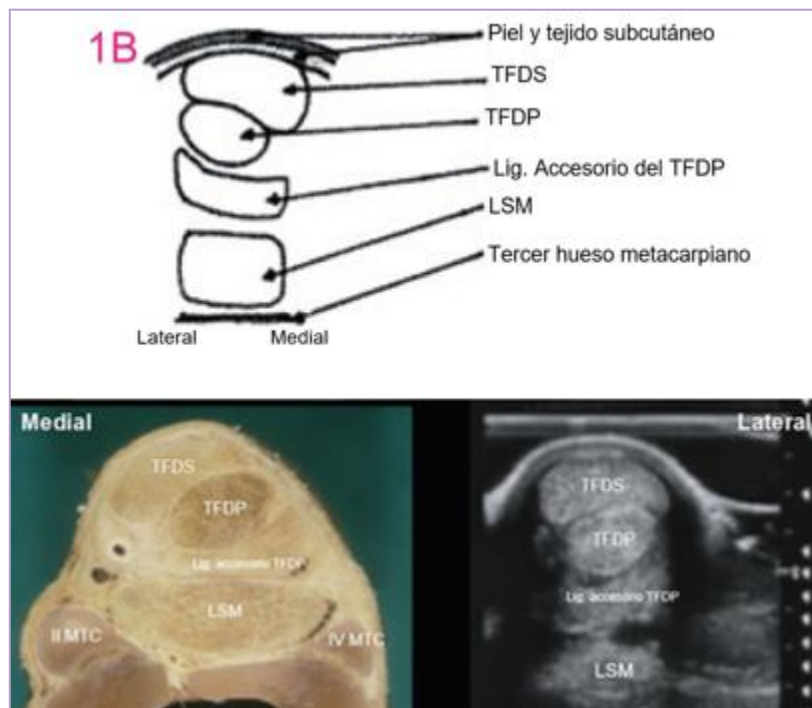 1B
Piel y tejido subcutáneo
TFDS
TFDP
Lig. Accesorio del TFDP
LSM
Tercer hueso metacarpiano
Lateral Medial
Medial
TFDS
TFDP
Lig. accesorio TFDP
LSM
II MTC
IV MTC
Lateral
TFDS
TFDP
Lig. accesorio TFDP
LSM